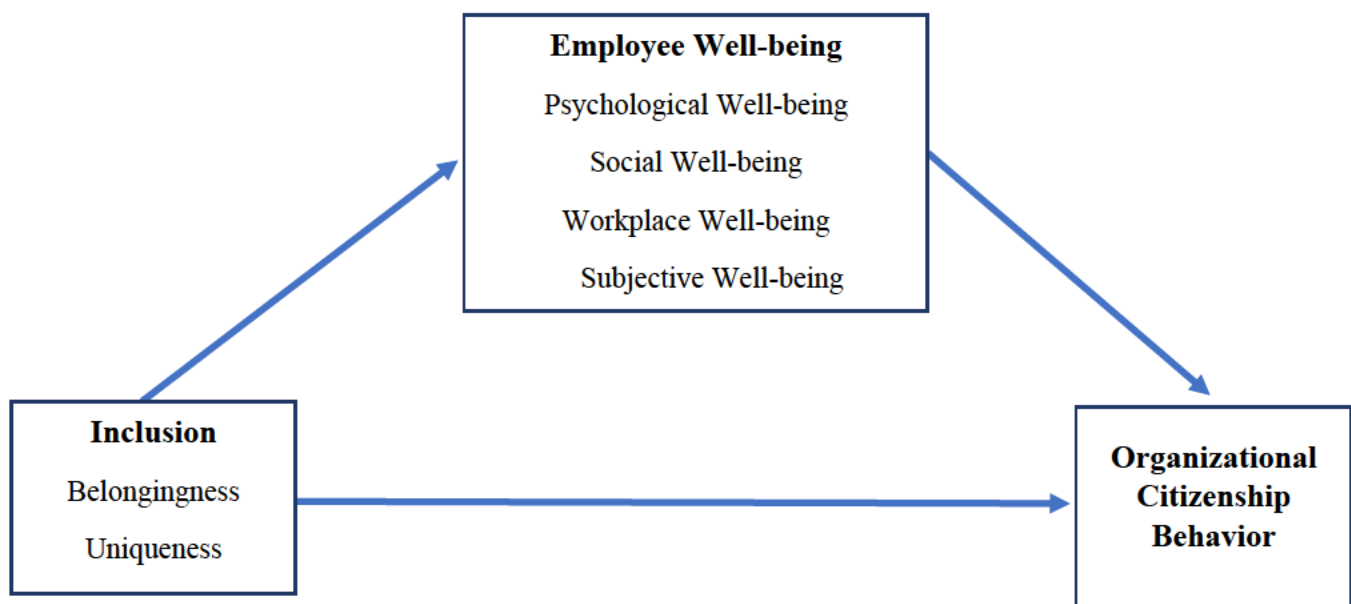 Employee Well-being
Psychological Well-being
Social Well-being
Workplace Well-being
Subjective Well-being
Inclusion
Belongingness
Uniqueness
Organizational
Citizenship
Behavior